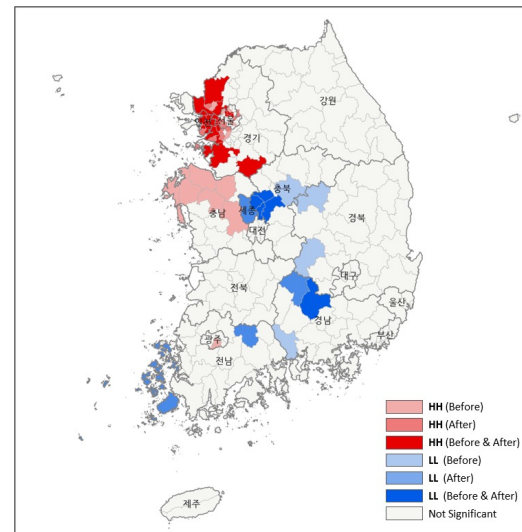 강원
서울
경기
충북
세종
충남
대전
경북
대구
전북
울산
경남
부산
광주
전남
제주
HH (Before)
HH (After)
HH (Before & After)
LL (Before)
LL (After)
LL (Before & After)
Not Significant